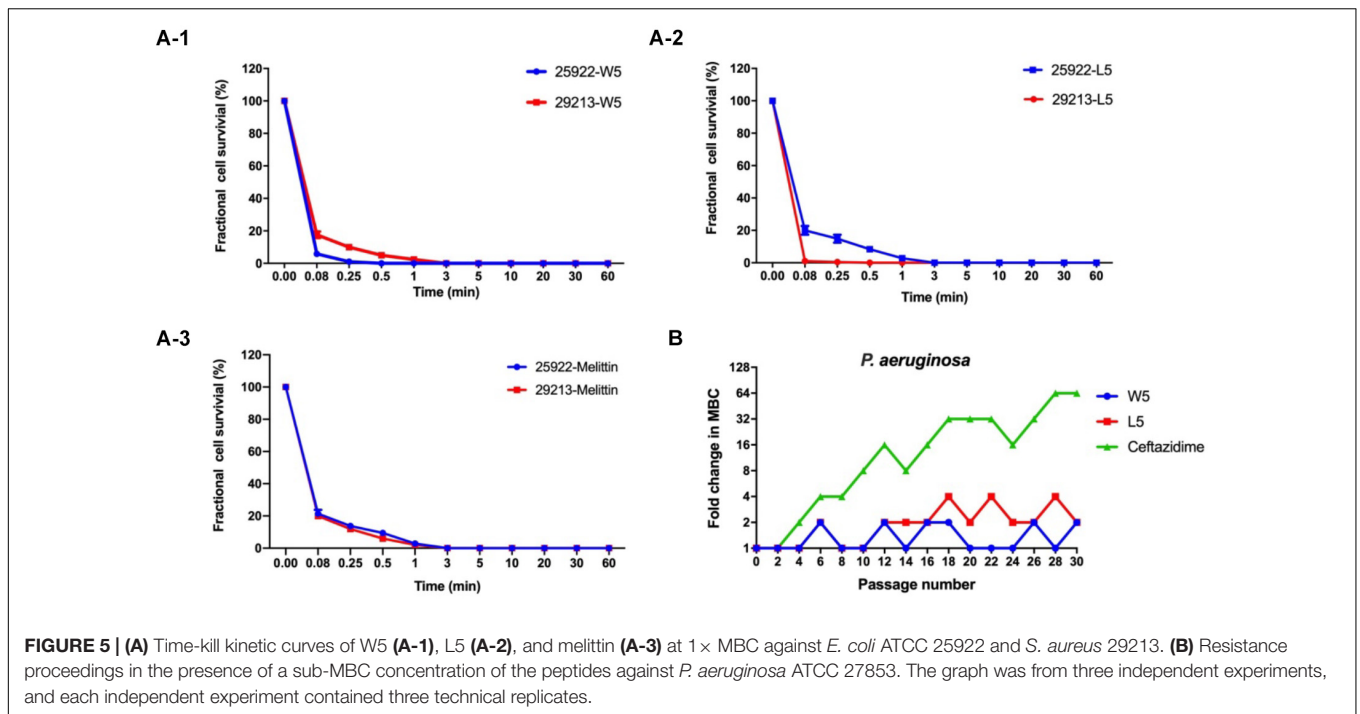 A-1
Fractional cell survivial (%)
120
100
80
60
40
20
0
0.00 0.08 0.25 0.5 1 3 5 10 20 30 60
Time (min)
25922-W5
29213-W5
A-2
Fractional cell survivial (%)
120
100
80
60
40
20
0
0.00 0.08 0.25 0.5 1 3 5 10 20 30 60
Time (min)
25922-L5
29213-L5
A-3
Fractional cell survivial (%)
120
100
80
60
40
20
0
0.00 0.08 0.25 0.5 1 3 5 10 20 30 60
Time (min)
25922-Melittin
29213-Melittin
B
P. aeruginosa
Fold change in MBC
128
64
32
16
8
4
2
1
0 2 4 6 8 10 12 14 16 18 20 22 24 26 28 30
Passage number
W5
L5
Ceftazidime
FIGURE 5 | (A) Time-kill kinetic curves of W5 (A-1), L5 (A-2), and melittin (A-3) at 1× MBC against E. coli ATCC 25922 and S. aureus 29213. (B) Resistance
proceedings in the presence of a sub-MBC concentration of the peptides against P. aeruginosa ATCC 27853. The graph was from three independent experiments,
and each independent experiment contained three technical replicates.